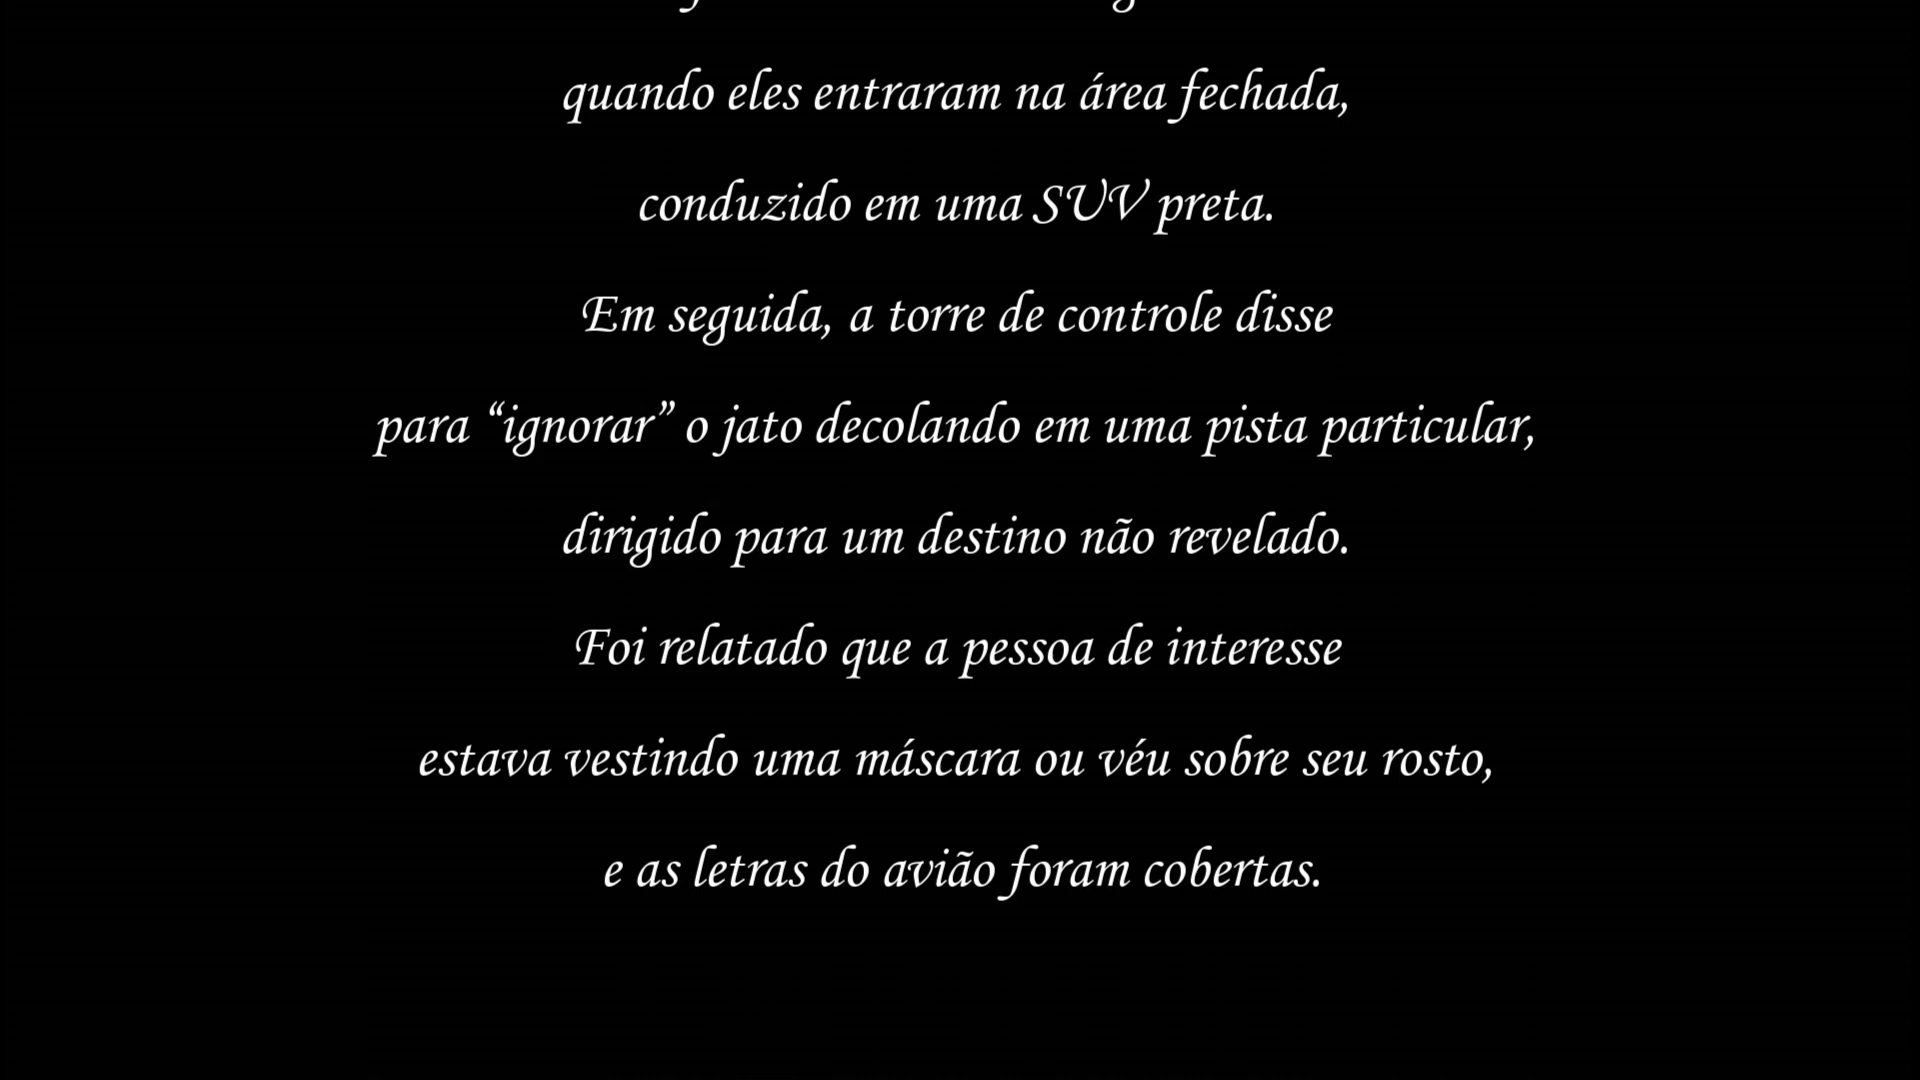 quando eles entraram na área fechada,
conduzido em uma SUV preta.
Em seguida, a torre de controle disse
para “ignorar” o jato decolando em uma pista particular,
dirigido para um destino não revelado.
Foi relatado que a pessoa de interesse
estava vestindo uma máscara ou véu sobre seu rosto,
e as letras do avião foram cobertas.